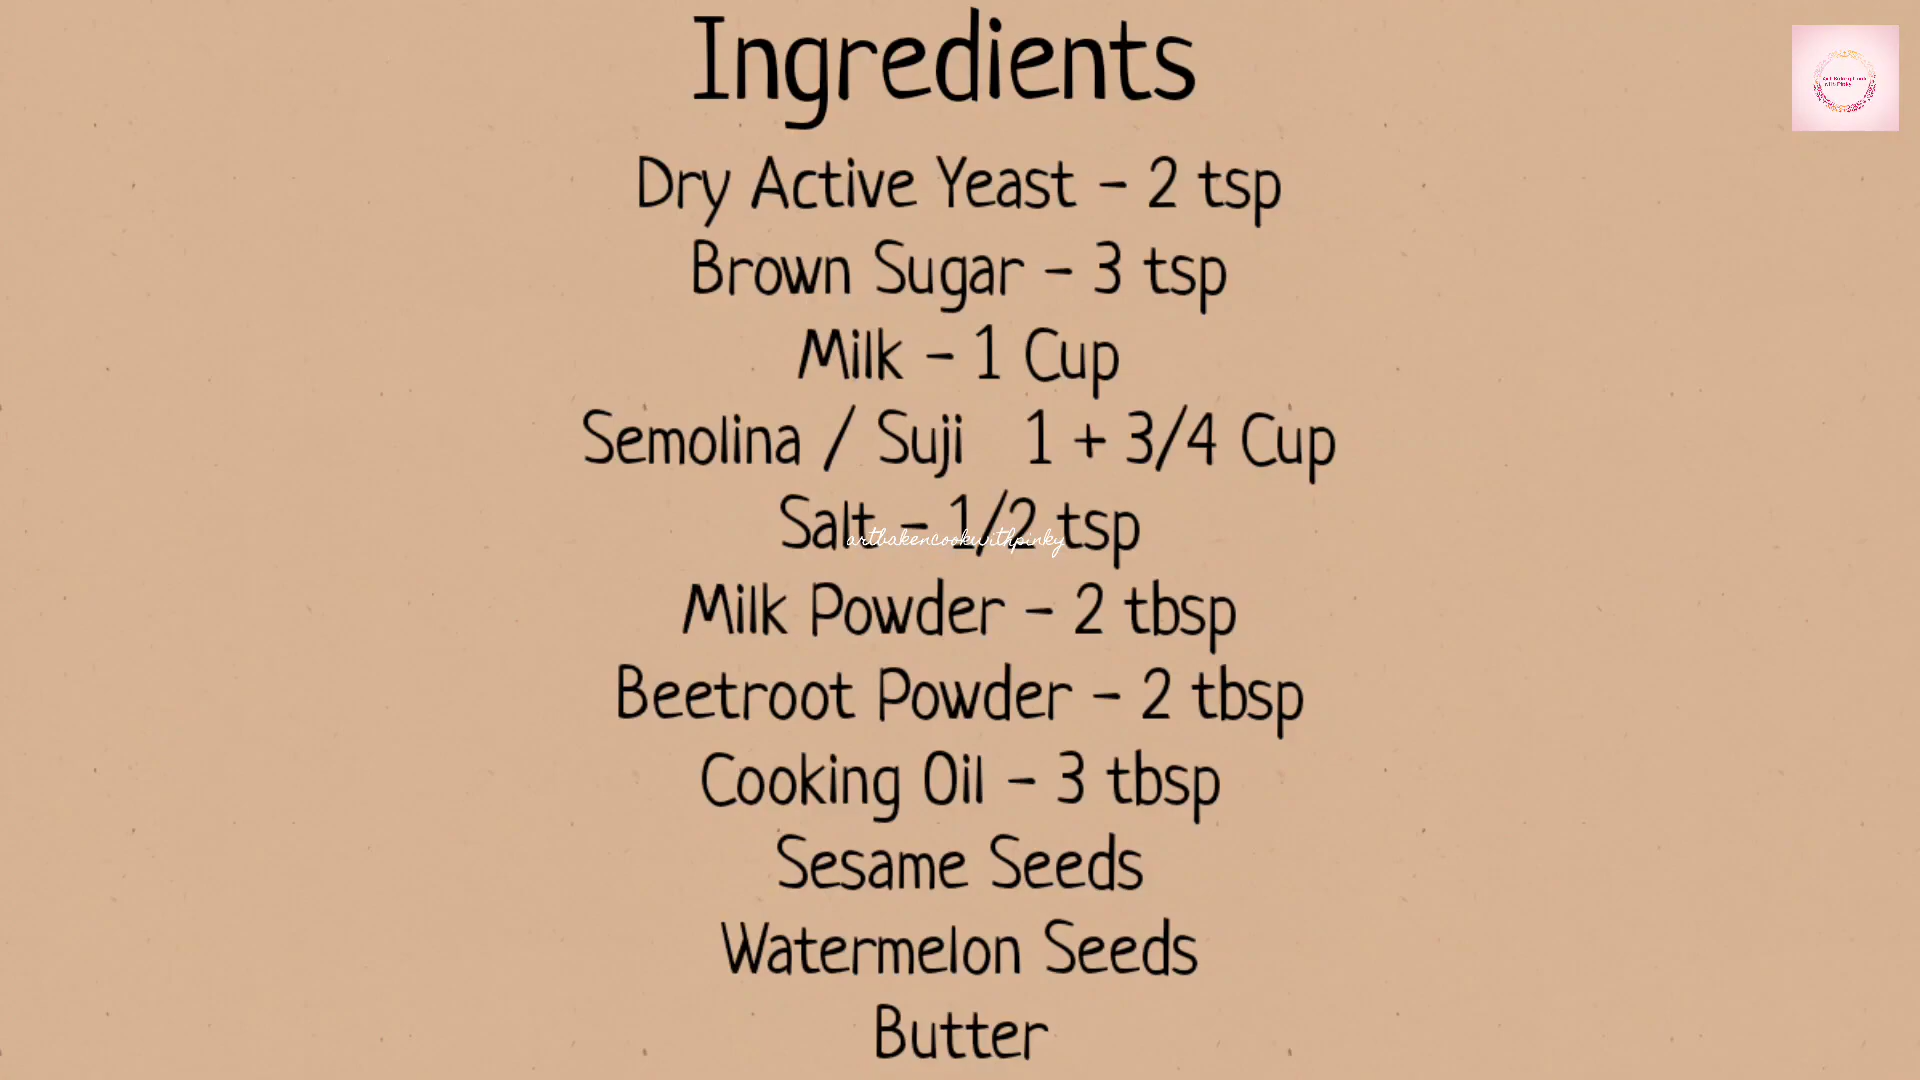 Ingredients
Dry Active Yeast - 2 tsp
Brown Sugar - 3 tsp
Milk - 1 Cup
Semolina / Suji 1 + 3/4 Cup
Salt - 1/2 tsp
artbakencookwithpinky
Milk Powder - 2 tbsp
Beetroot Powder - 2 tbsp
Cooking Oil - 3 tbsp
Sesame Seeds
Watermelon Seeds
Butter